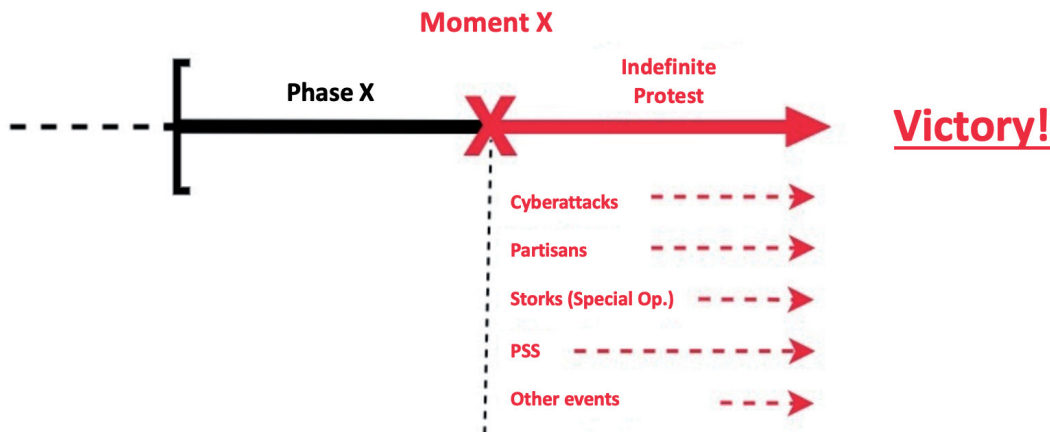 Moment X
Phase X
Indefinite
Protest
X
Victory!
Cyberattacks
Partisans
Storks (Special Op.)
PSS
Other events